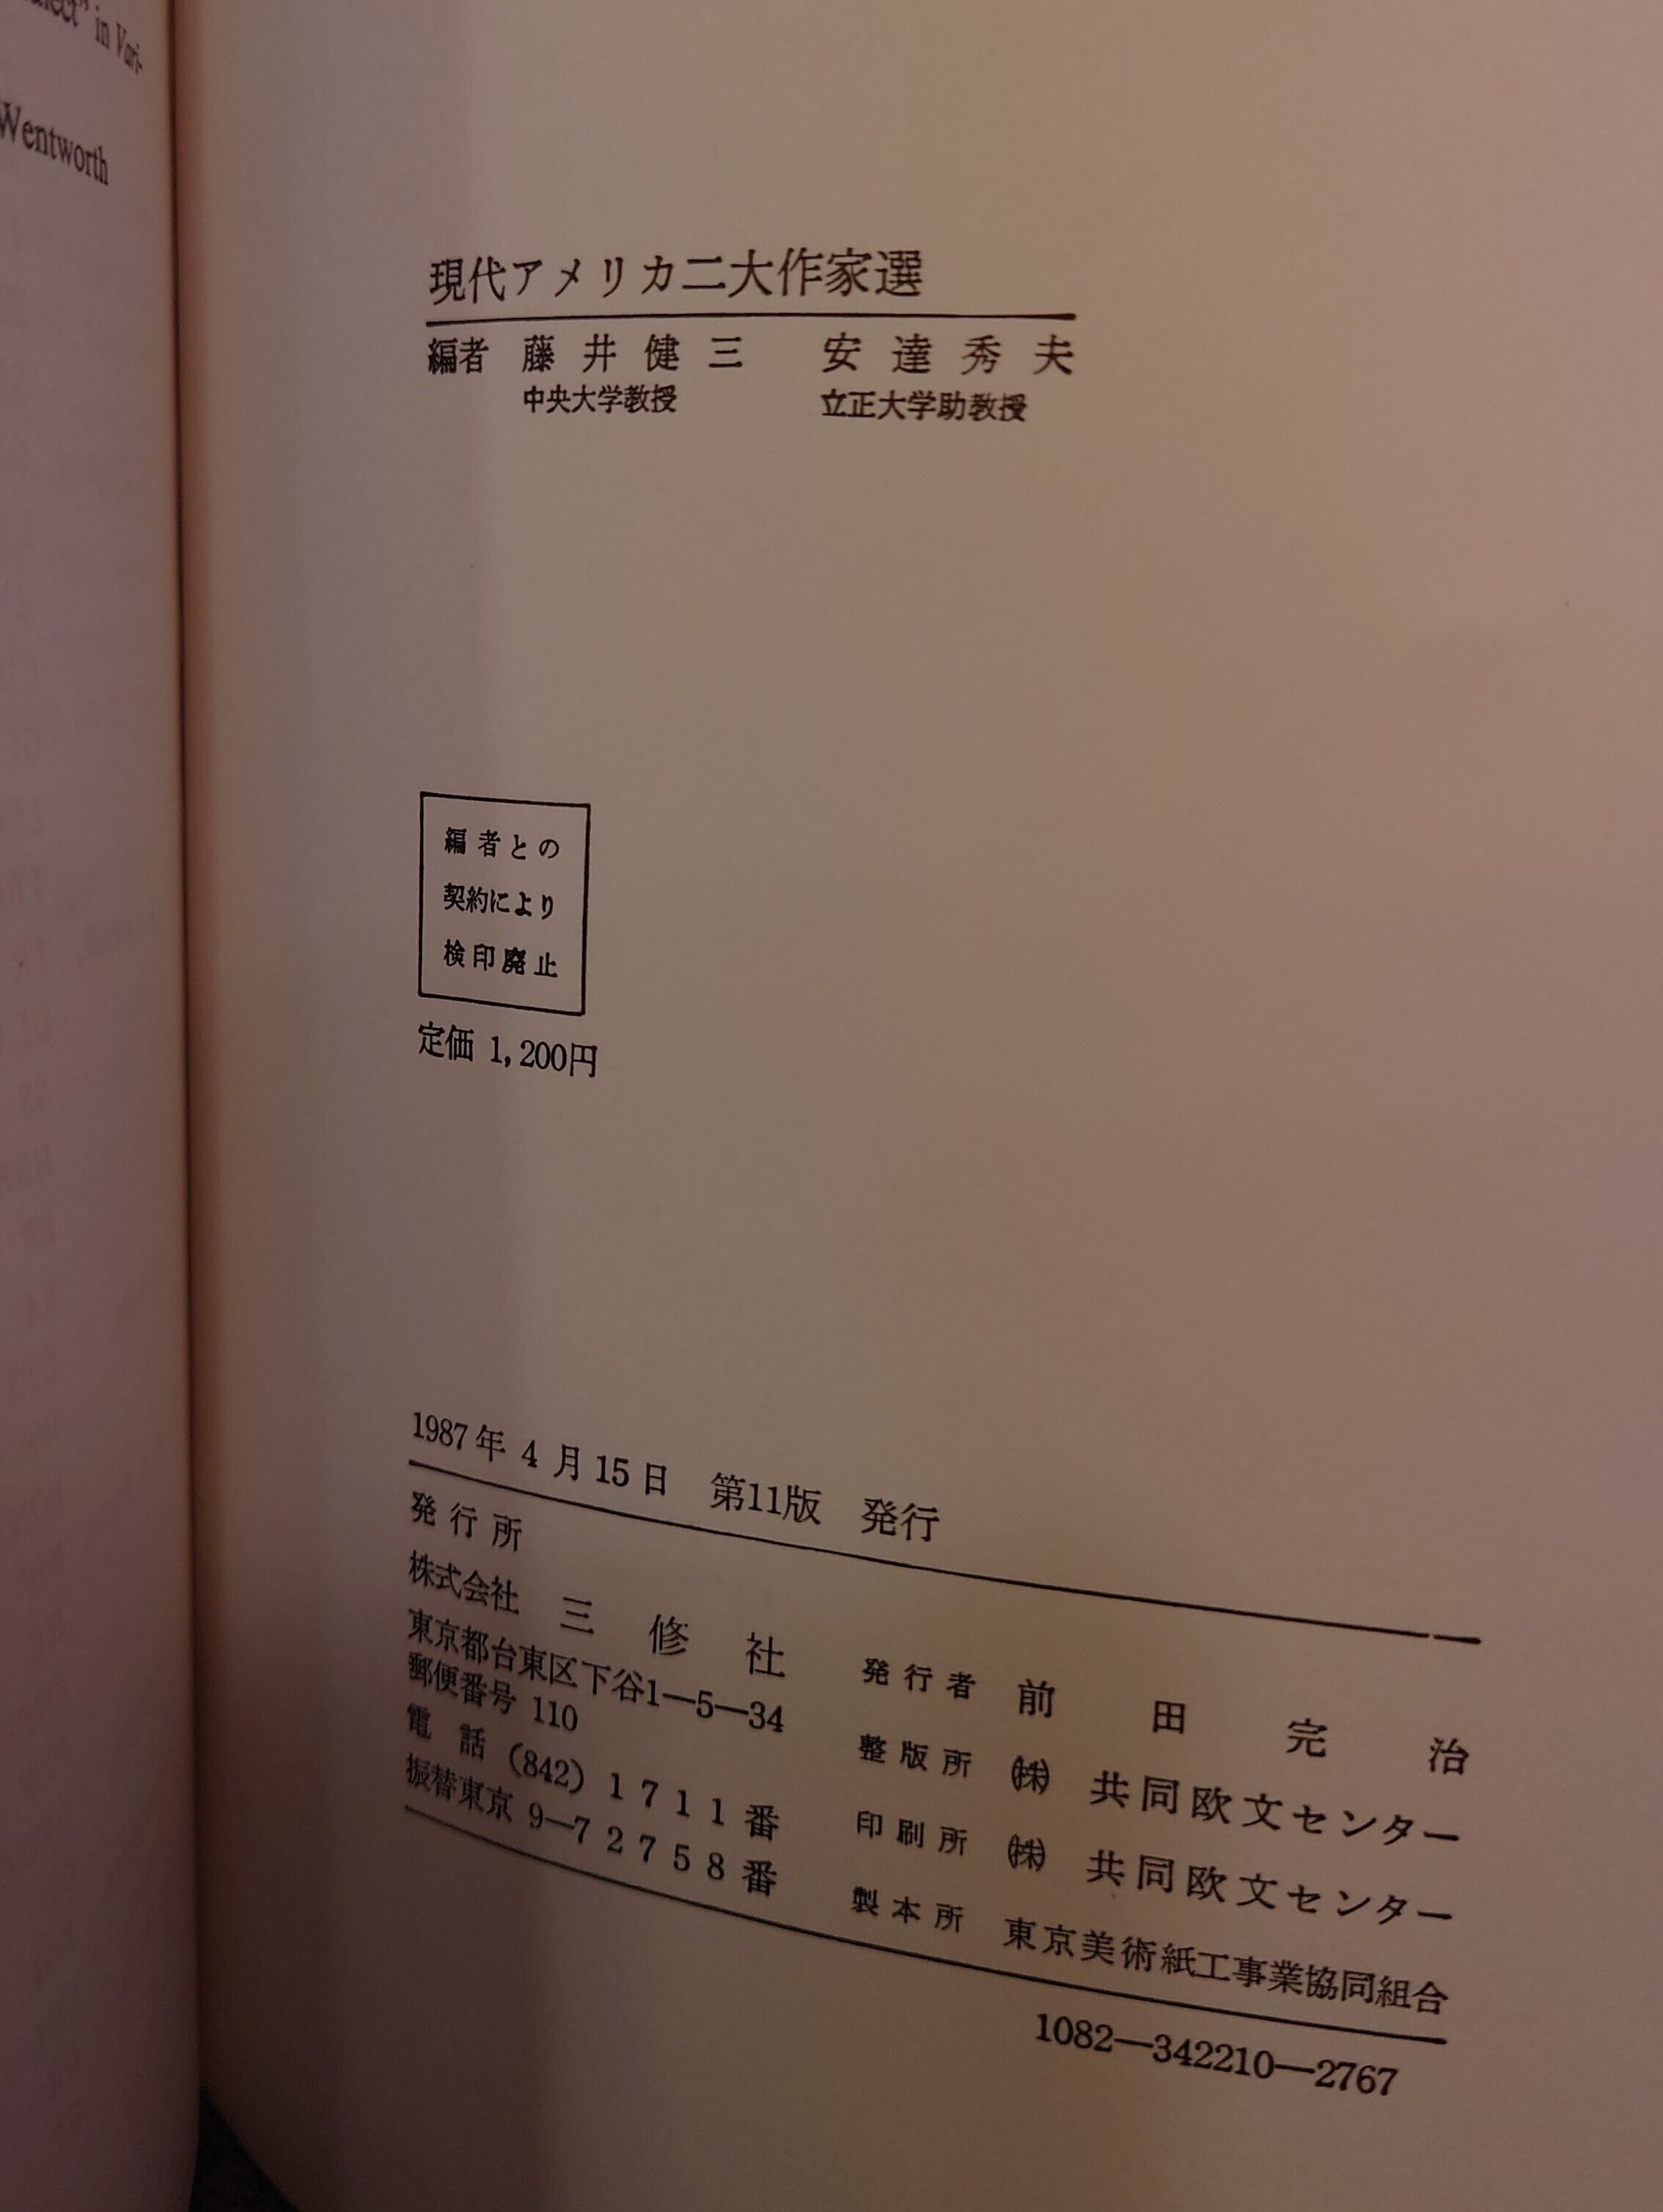 in Vari-
Wentworth
現代アメリカ二大作家選
編者 藤井健三 安達秀夫
中央大学教授 立正大学助教授
編者との
契約により
検印廃止
定価 1,200円
1987年4月15日 第11版 発行
発行所
株式会社 三修社
東京都台東区下谷1—5—34
郵便番号 110
電話 (842) 1711番
振替東京 9—72758番
発行者 前田完治
整版所 ㈱ 共同欧文センター
印刷所 ㈱ 共同欧文センター
製本所 東京美術紙工事業協同組合
1082—342210—2767